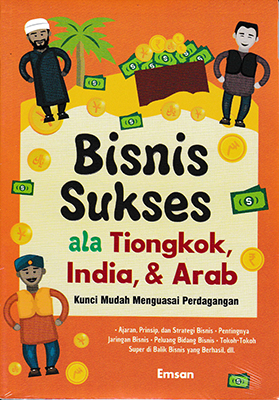 Bisnis
Sukses
ala Tiongkok,
India, & Arab
Kunci Mudah Menguasai Perdagangan
• Ajaran, Prinsip, dan Strategi Bisnis • Pentingnya
Jaringan Bisnis • Peluang Bidang Bisnis • Tokoh-Tokoh
Super di Balik Bisnis yang Berhasil, dll.
Emsan